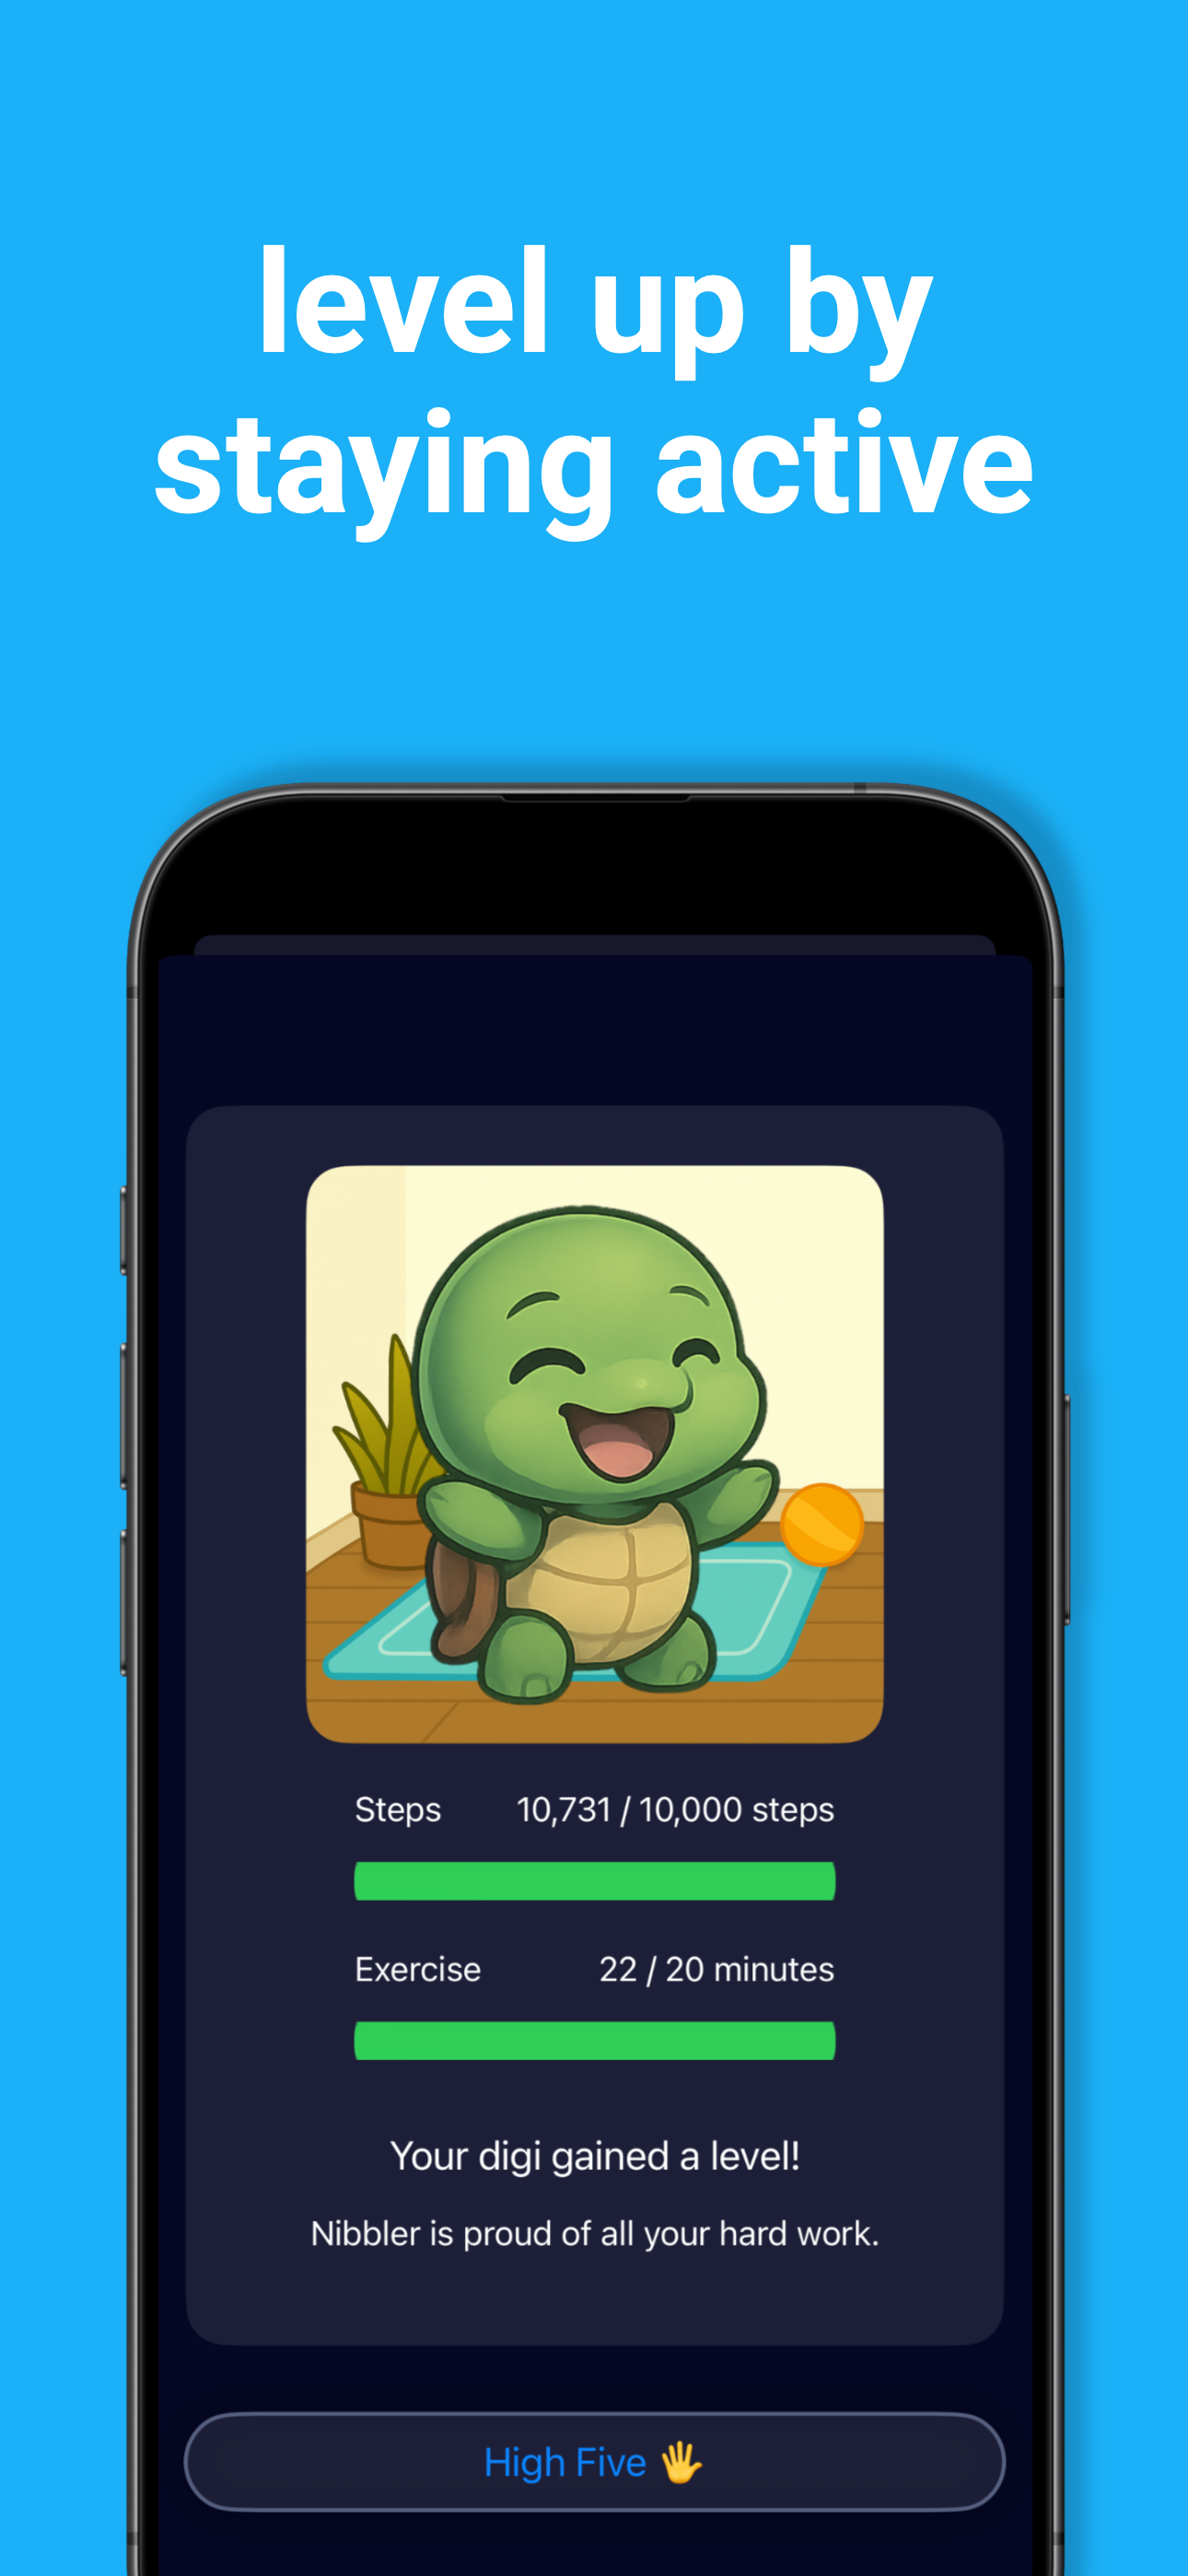 level up by
staying active
Steps 10,731 / 10,000 steps
Exercise 22 / 20 minutes
Your digi gained a level!
Nibbler is proud of all your hard work.
High Five 🖐️